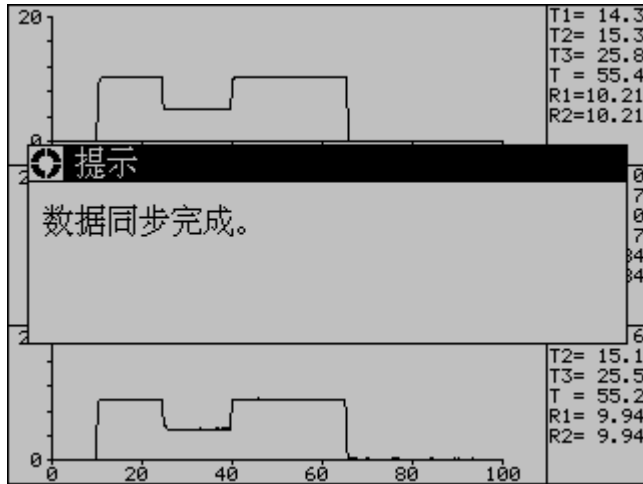 20
T1= 14.3
T2= 15.3
T3= 25.8
T = 55.4
R1=10.21
R2=10.21
0
提示
数据同步完成。
T2= 15.1
T3= 25.5
T = 55.2
R1= 9.94
R2= 9.94
0
0 20 40 60 80 100